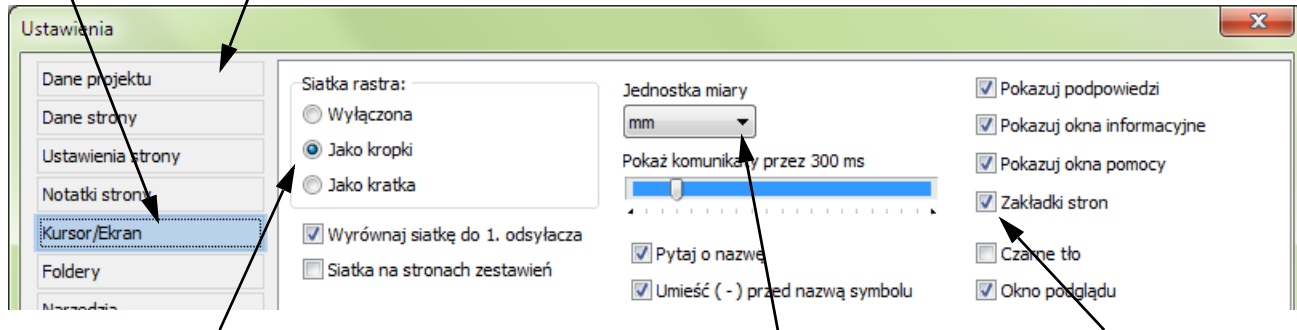 Ustawienia
Dane projektu
Dane strony
Ustawienia strony
Notatki strony
Kursor/Ekran
Foldery
Narzędzia
Siatka rastra:
Wyłączona
Jako kropki
Jako kratka
Wyrównaj siatkę do 1. odsyłacza
Siatka na stronach zestawień
Jednostka miary
mm
Pokaż komunikaty przez 300 ms
Pytaj o nazwę
Umieść ( - ) przed nazwą symbolu
Pokazuj podpowiedzi
Pokazuj okna informacyjne
Pokazuj okna pomocy
Zakładki stron
Czarne tło
Okno podglądu